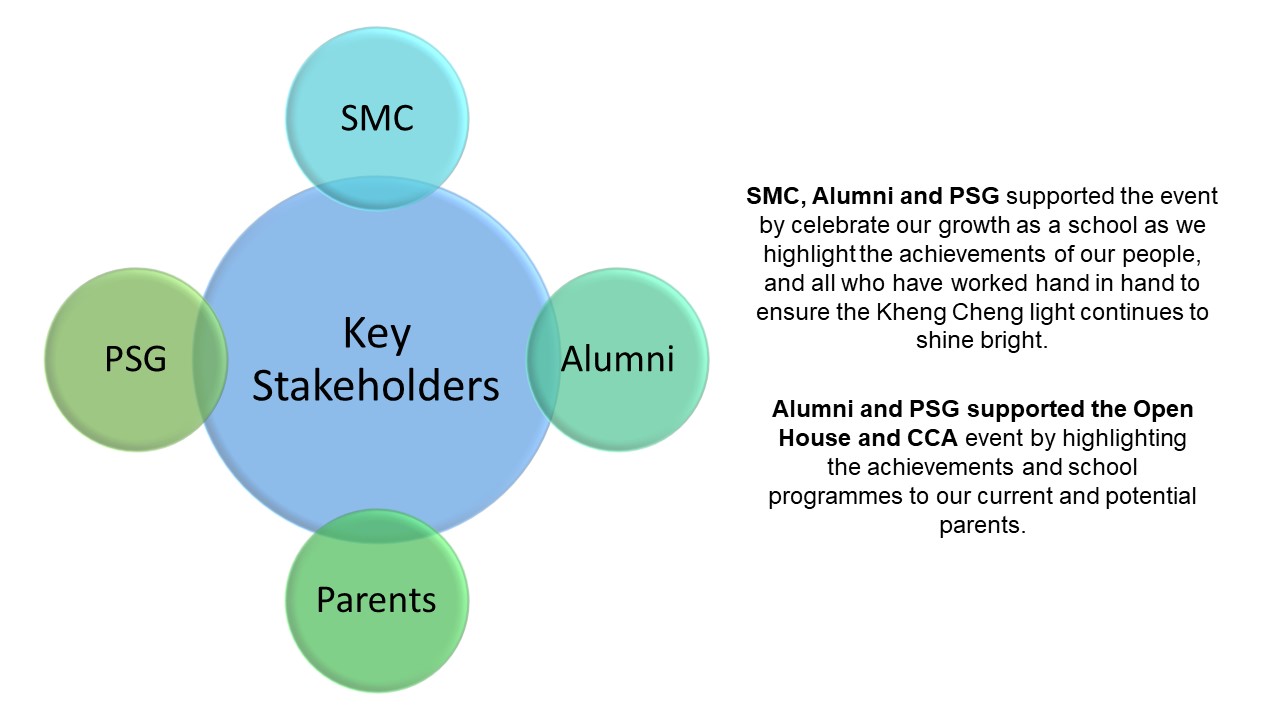 SMC
PSG
Key
Stakeholders
Alumni
Parents
SMC, Alumni and PSG supported the event
by celebrate our growth as a school as we
highlight the achievements of our people,
and all who have worked hand in hand to
ensure the Kheng Cheng light continues to
shine bright.
Alumni and PSG supported the Open
House and CCA event by highlighting
the achievements and school
programmes to our current and potential
parents.